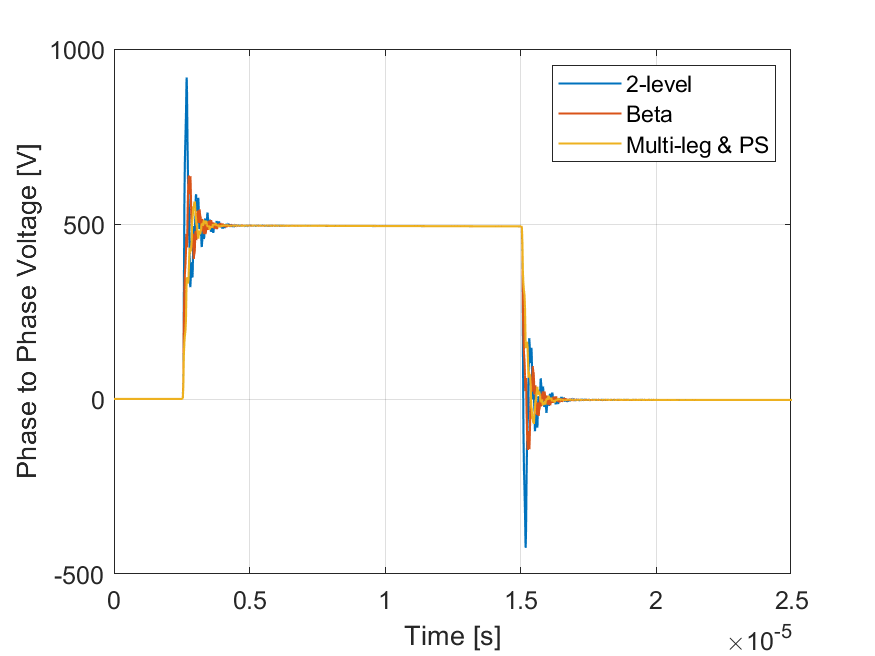 1000
2-level
Beta
Multi-leg & PS
500
0
-500
Phase to Phase Voltage [V]
0 0.5 1 1.5 2 2.5
Time [s]
×10⁻⁵